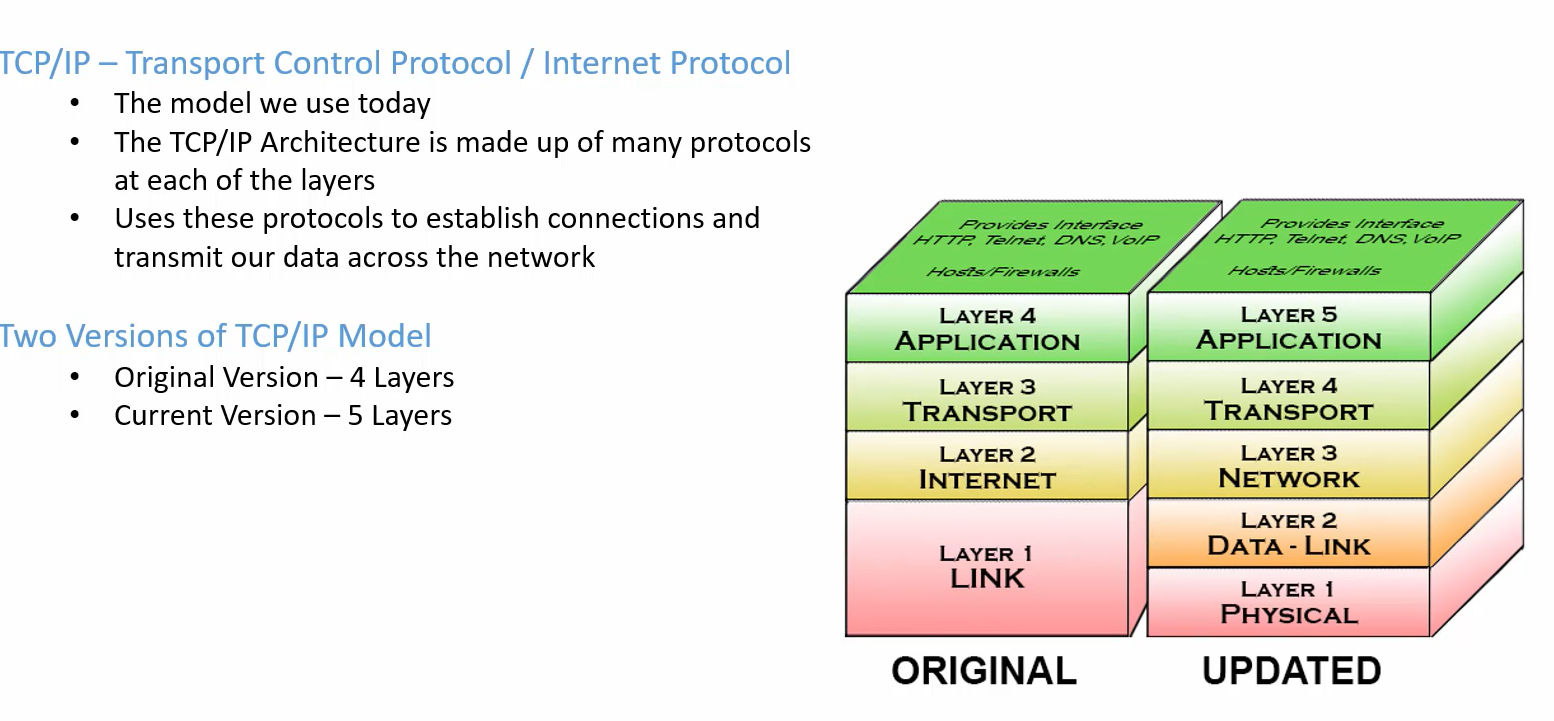 TCP/IP – Transport Control Protocol / Internet Protocol
• The model we use today
• The TCP/IP Architecture is made up of many protocols
at each of the layers
• Uses these protocols to establish connections and
transmit our data across the network
Two Versions of TCP/IP Model
• Original Version – 4 Layers
• Current Version – 5 Layers
Provides Interface
HTTP, Telnet, DNS,VoIP
Hosts/Firewalls
LAYER 4
APPLICATION
LAYER 3
TRANSPORT
LAYER 2
INTERNET
LAYER 1
LINK
ORIGINAL
Provides Interface
HTTP, Telnet, DNS,VoIP
Hosts/Firewalls
LAYER 5
APPLICATION
LAYER 4
TRANSPORT
LAYER 3
NETWORK
LAYER 2
DATA - LINK
LAYER 1
PHYSICAL
UPDATED